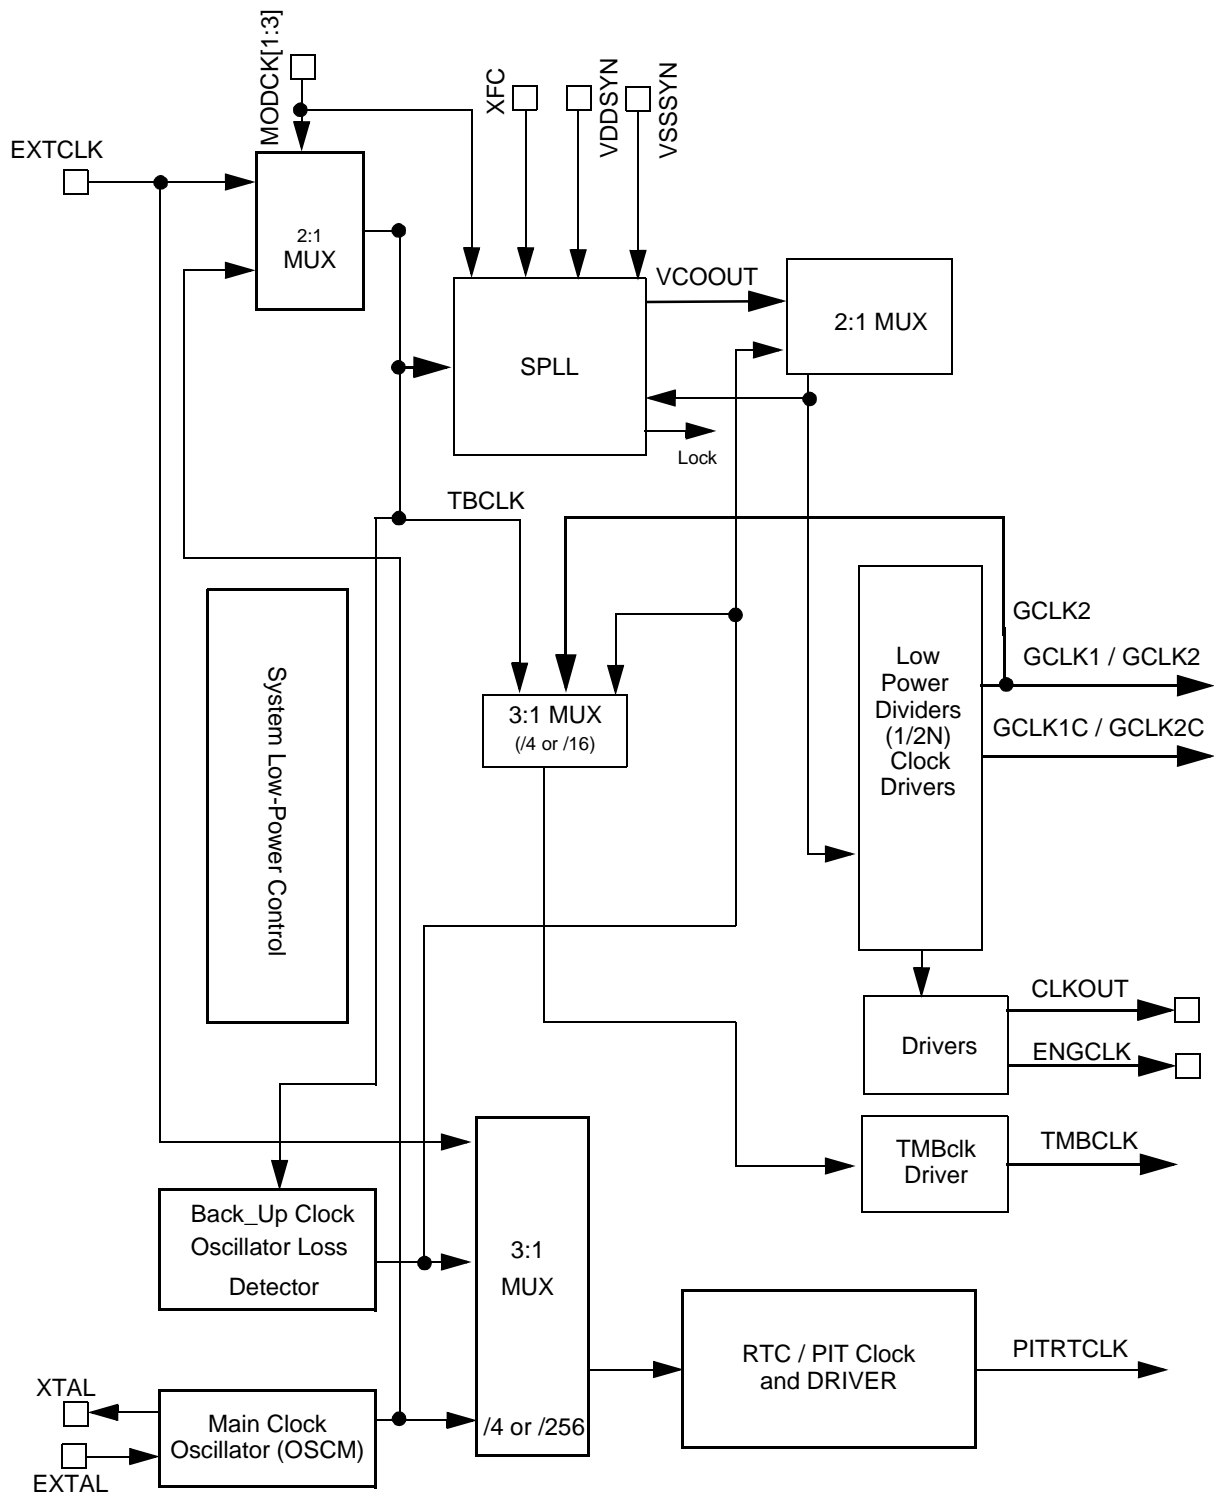 MODCK[1:3]
XFC
VDDSYN
VSSSYN
EXTCLK
2:1
MUX
VCOOUT
2:1 MUX
SPLL
Lock
TBCLK
GCLK2
Low
Power
Dividers
(1/2N)
Clock
Drivers
GCLK1 / GCLK2
GCLK1C / GCLK2C
System Low-Power Control
3:1 MUX
(/4 or /16)
CLKOUT
Drivers
ENGCLK
TMBclk
Driver
TMBCLK
Back_Up Clock
Oscillator Loss
Detector
3:1
MUX
/4 or /256
RTC / PIT Clock
and DRIVER
PITRTCLK
XTAL
Main Clock
Oscillator (OSCM)
EXTAL